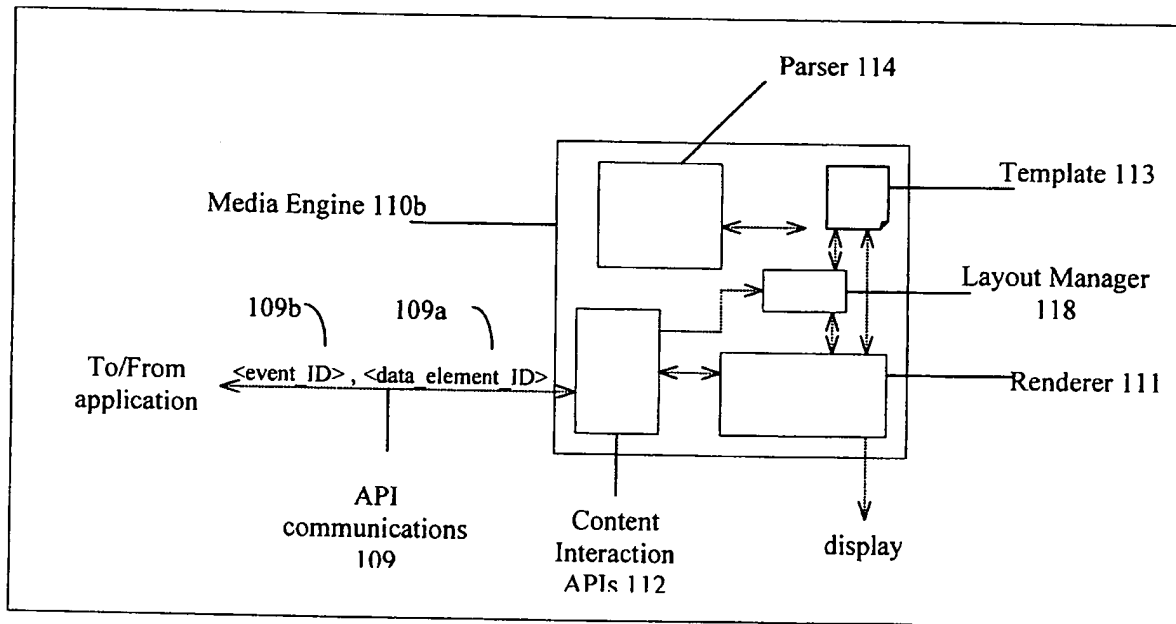 Parser 114
Template 113
Media Engine 110b
Layout Manager
118
109b
109a
<event_ID> , <data_element_ID>
To/From
application
Renderer 111
API
communications
109
Content
Interaction
APIs 112
display